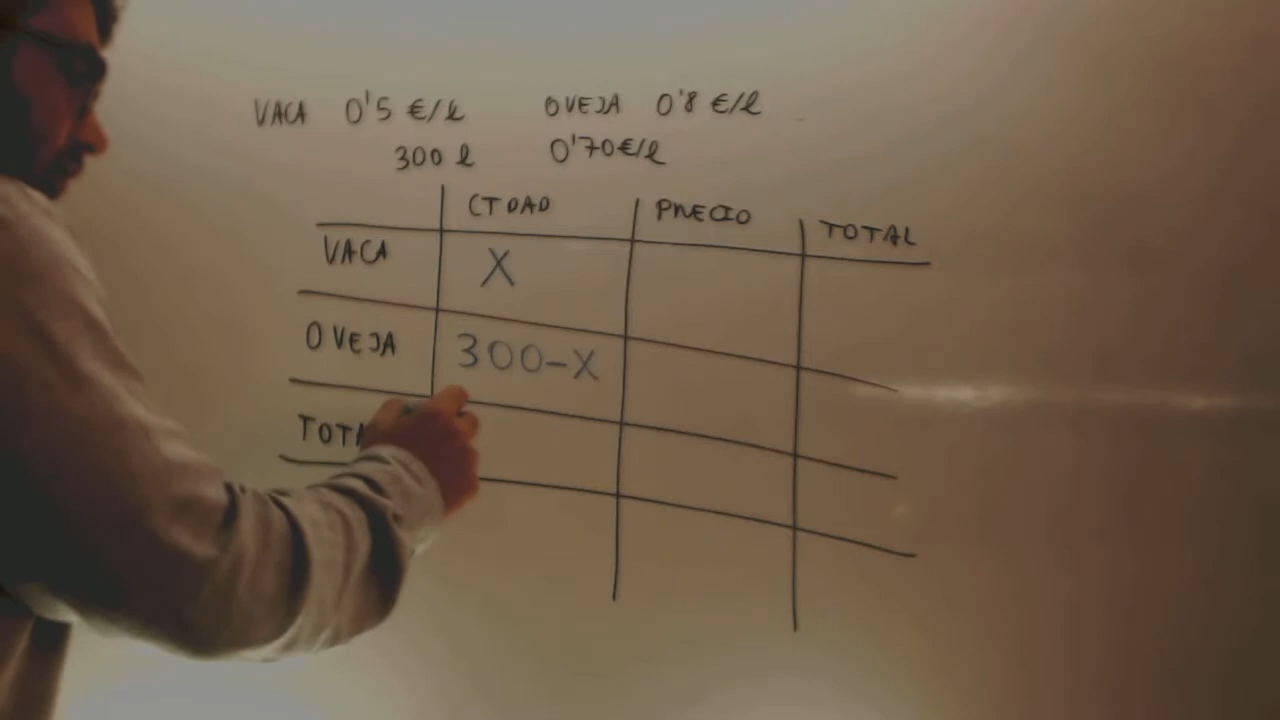 VACA 0'5 €/l OVEJA 0'8 €/l
300 l 0'70€/l
CTDAD PRECIO TOTAL
VACA X
OVEJA 300-X